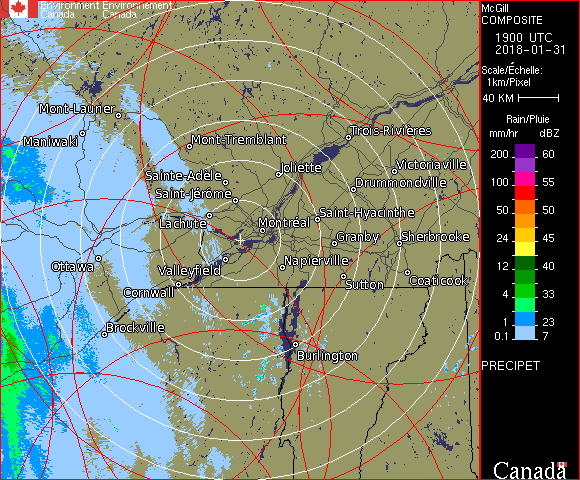 Environment Environnement
Canada Canada
McGill
COMPOSITE
1900 UTC
2018-01-31
Scale/Échelle:
1km/Pixel
40 KM
Rain/Pluie
mm/hr dBZ
200 60
100 55
50 50
24 45
12 40
4 33
1 23
0.1 7
PRECIPET
Mont-Laurier
Maniwaki
Mont-Tremblant
Trois-Rivières
Joliette
Victoriaville
Sainte-Adèle
Drummondville
Saint-Jérôme
Lachute
Saint-Hyacinthe
Montréal
Granby
Sherbrooke
Ottawa
Valleyfield
Napierville
Cornwall
Sutton
Coaticook
Brockville
Burlington
Canada